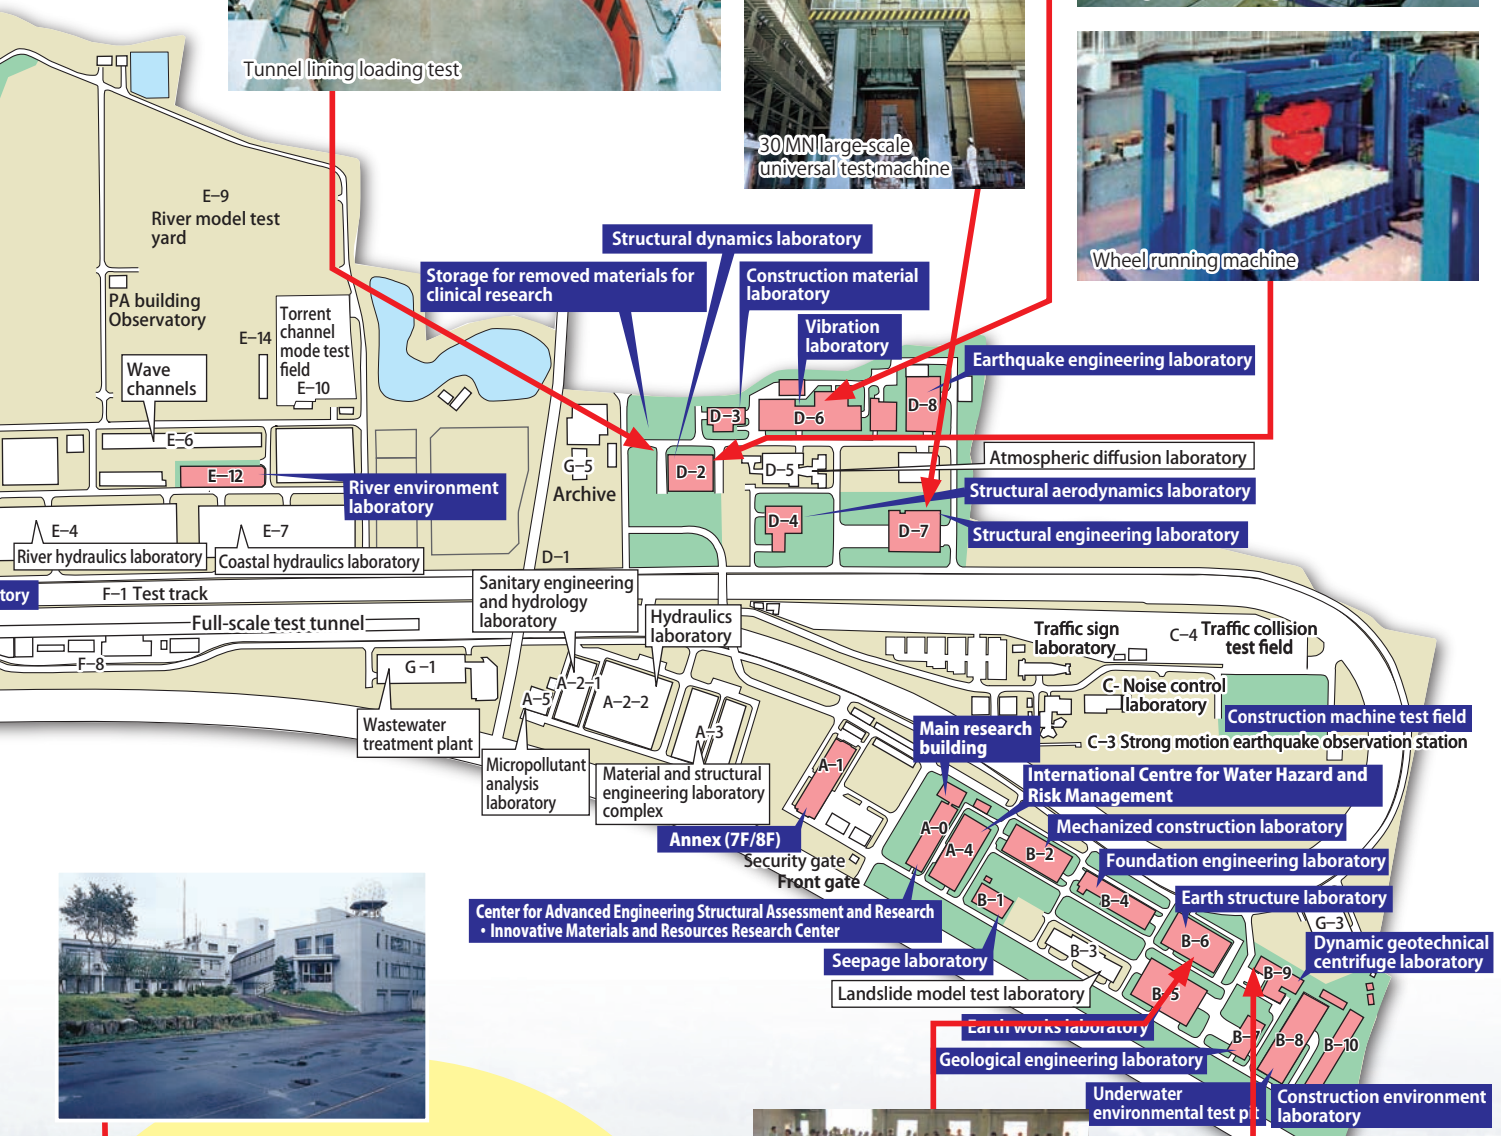 Tunnel lining loading test
30 MN large-scale
universal test machine
Wheel running machine
E–9
River model test
yard
Structural dynamics laboratory
Storage for removed materials for
clinical research
Construction material
laboratory
Vibration
laboratory
Earthquake engineering laboratory
PA building
Observatory
E–14
Torrent
channel
mode test
field
E–10
Wave
channels
E–6
E–12
River environment
laboratory
E–4
River hydraulics laboratory
E–7
Coastal hydraulics laboratory
G–5
Archive
D–1
D–3
D–6
D–8
D–2
D–5
Atmospheric diffusion laboratory
Structural aerodynamics laboratory
D–4
D–7
Structural engineering laboratory
tory
F–1 Test track
Full-scale test tunnel
F–8
Sanitary engineering
and hydrology
laboratory
Hydraulics
laboratory
G–1
A–5
A–2–1
A–2–2
A–3
Wastewater
treatment plant
Micropollutant
analysis
laboratory
Material and structural
engineering laboratory
complex
Traffic sign
laboratory
C–4 Traffic collision
test field
C- Noise control
laboratory
Construction machine test field
C–3 Strong motion earthquake observation station
Main research
building
International Centre for Water Hazard and
Risk Management
A–1
Annex (7F/8F)
Security gate
Front gate
A–0
A–4
Mechanized construction laboratory
B–2
Foundation engineering laboratory
B–4
Earth structure laboratory
Center for Advanced Engineering Structural Assessment and Research
・Innovative Materials and Resources Research Center
B–1
Seepage laboratory
B–3
Landslide model test laboratory
B–6
G–3
Dynamic geotechnical
centrifuge laboratory
B–9
B–5
Earth works laboratory
Geological engineering laboratory
B–7
B–8
B–10
Underwater
environmental test pit
Construction environment
laboratory